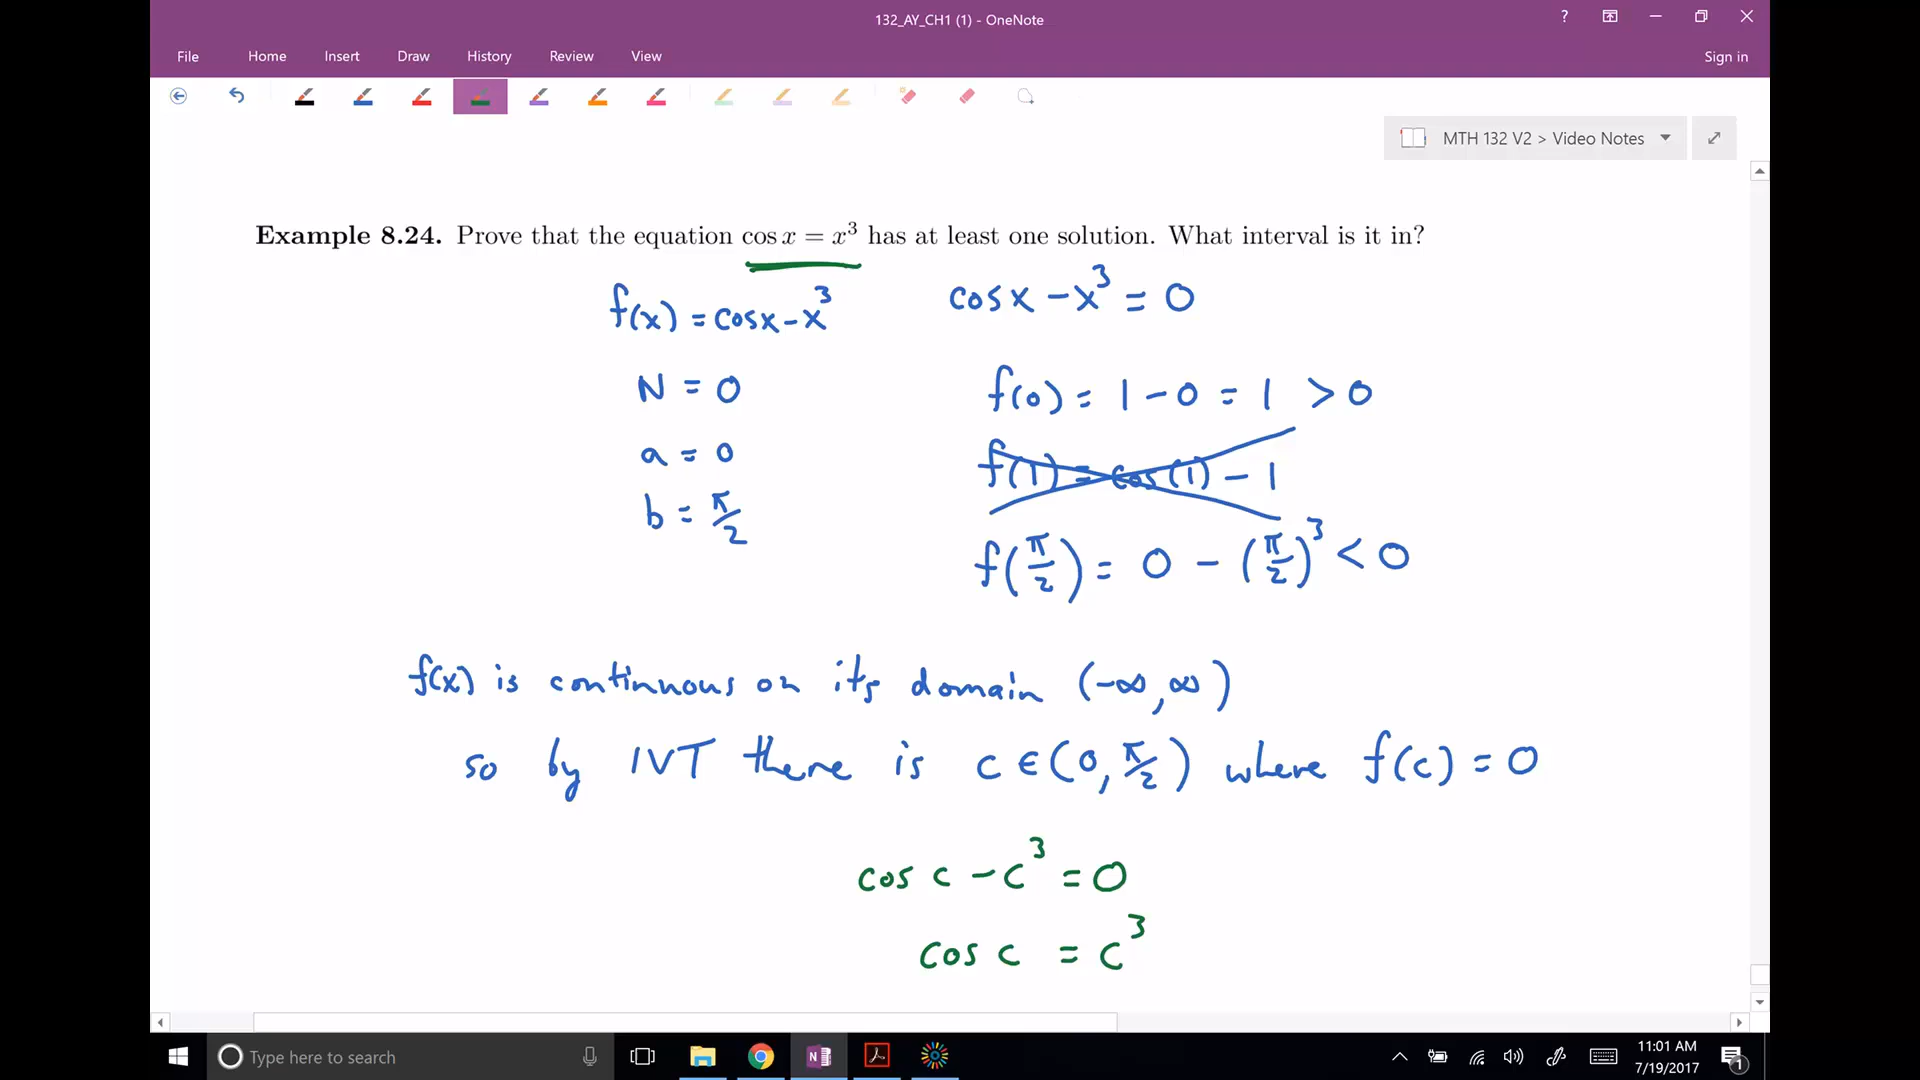 132_AY_CH1 (1) - OneNote
?
File Home Insert Draw History Review View
Sign in
MTH 132 V2 > Video Notes
Example 8.24. Prove that the equation cos x = x³ has at least one solution. What interval is it in?
f(x) = cosx - x³
cosx - x³ = 0
N = 0
f(0) = 1 - 0 = 1 > 0
a = 0
f(1) = cos(1) - 1
b = π/2
f(π/2) = 0 - (π/2)³ < 0
f(x) is continuous on its domain (-∞, ∞)
so by IVT there is c ∈ (0, π/2) where f(c) = 0
cos c - c³ = 0
cos c = c³
Type here to search
11:01 AM
7/19/2017
1